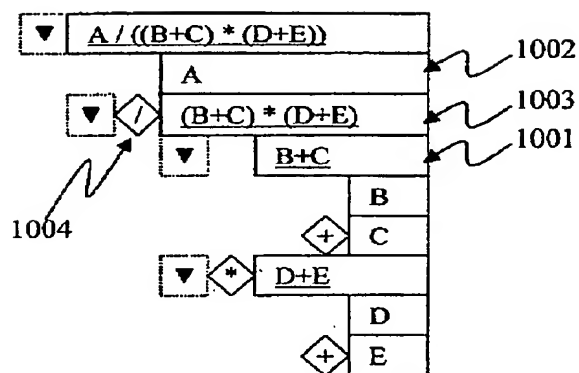 ▼ A / ((B+C) * (D+E))
A
1002
▼ / (B+C) * (D+E)
1003
▼ B+C
1001
B
1004
+ C
▼ * D+E
D
+ E